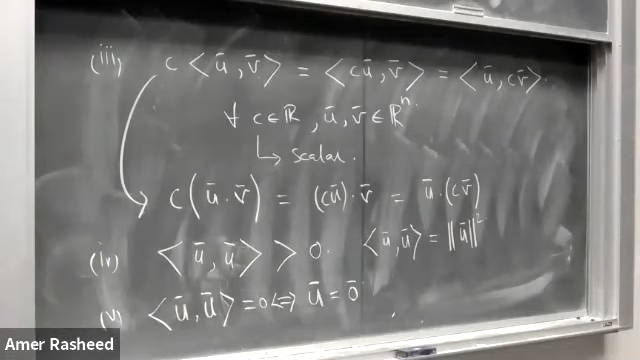 (iii) c < ū, v̄ > = < cū, v̄ > = < ū, cv̄ >.
∀ c ∈ ℝ, ū, v̄ ∈ ℝⁿ.
↳ scalar.
c(ū · v̄) = (cū) · v̄ = ū · (cv̄)
(iv) < ū, ū > > 0. < ū, ū > = ||ū||²
(v) < ū, ū > = 0 <=> ū = 0̄
Amer Rasheed